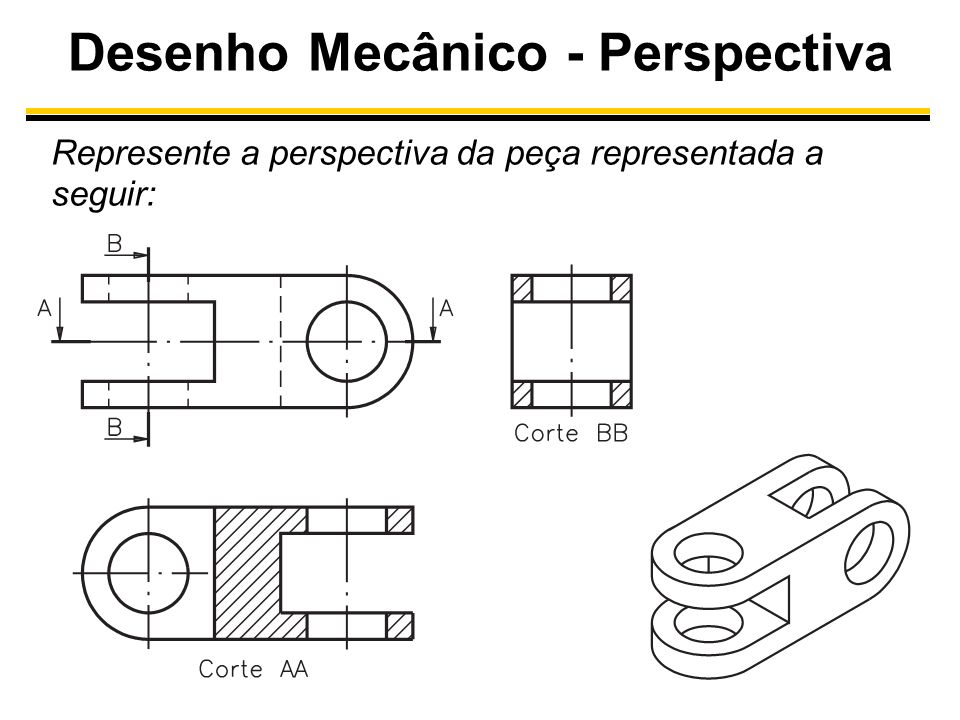 Desenho Mecânico - Perspectiva
Represente a perspectiva da peça representada a
seguir:
B
A
A
B
Corte BB
Corte AA